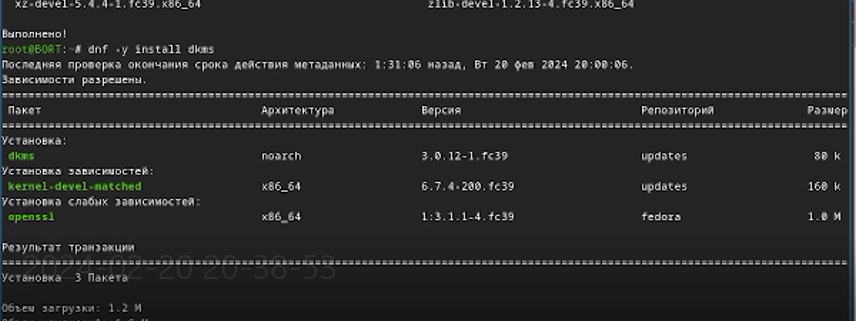 xz-devel-5.4.4-1.fc39.x86_64 zlib-devel-1.2.13-4.fc39.x86_64
Выполнено!
root@BORT:~# dnf -y install dkms
Последняя проверка окончания срока действия метаданных: 1:31:06 назад, Вт 20 фев 2024 20:00:06.
Зависимости разрешены.
Пакет Архитектура Версия Репозиторий Размер
Установка:
dkms noarch 3.0.12-1.fc39 updates 80 k
Установка зависимостей:
kernel-devel-matched x86_64 6.7.4-200.fc39 updates 160 k
Установка слабых зависимостей:
openssl x86_64 1:3.1.1-4.fc39 fedora 1.0 M
Результат транзакции
2024-02-20 20-38-53
Установка 3 Пакета
Объем загрузки: 1.2 M